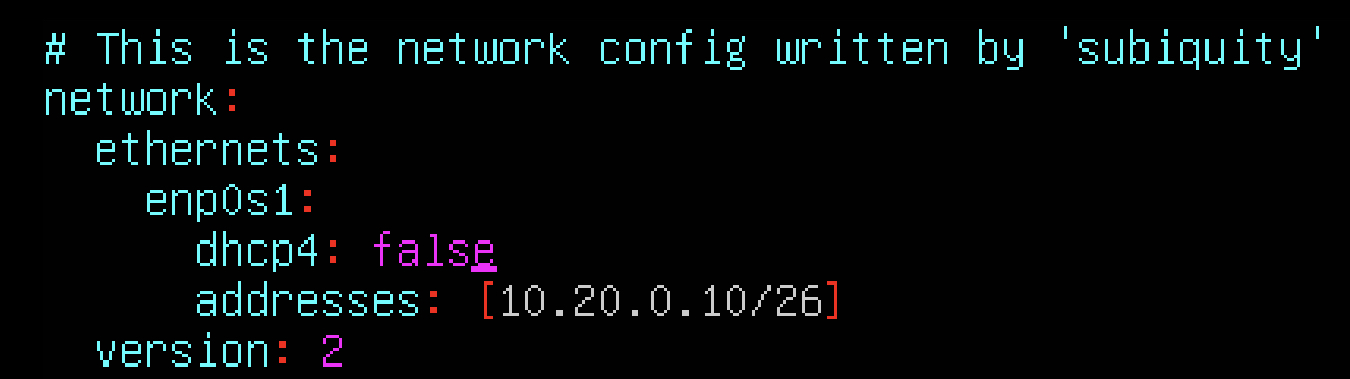 # This is the network config written by 'subiquity'
network:
  ethernets:
    enp0s1:
      dhcp4: false
      addresses: [10.20.0.10/26]
  version: 2